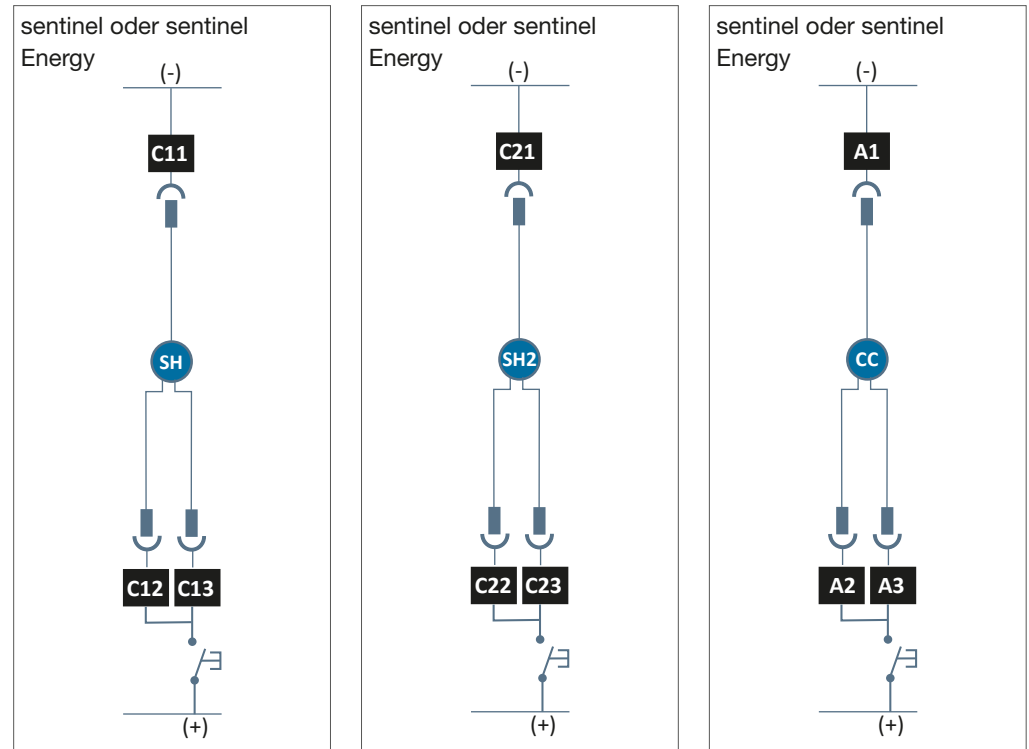 sentinel oder sentinel
Energy
(-)
C11
SH
C12 C13
(+)
sentinel oder sentinel
Energy
(-)
C21
SH2
C22 C23
(+)
sentinel oder sentinel
Energy
(-)
A1
CC
A2 A3
(+)